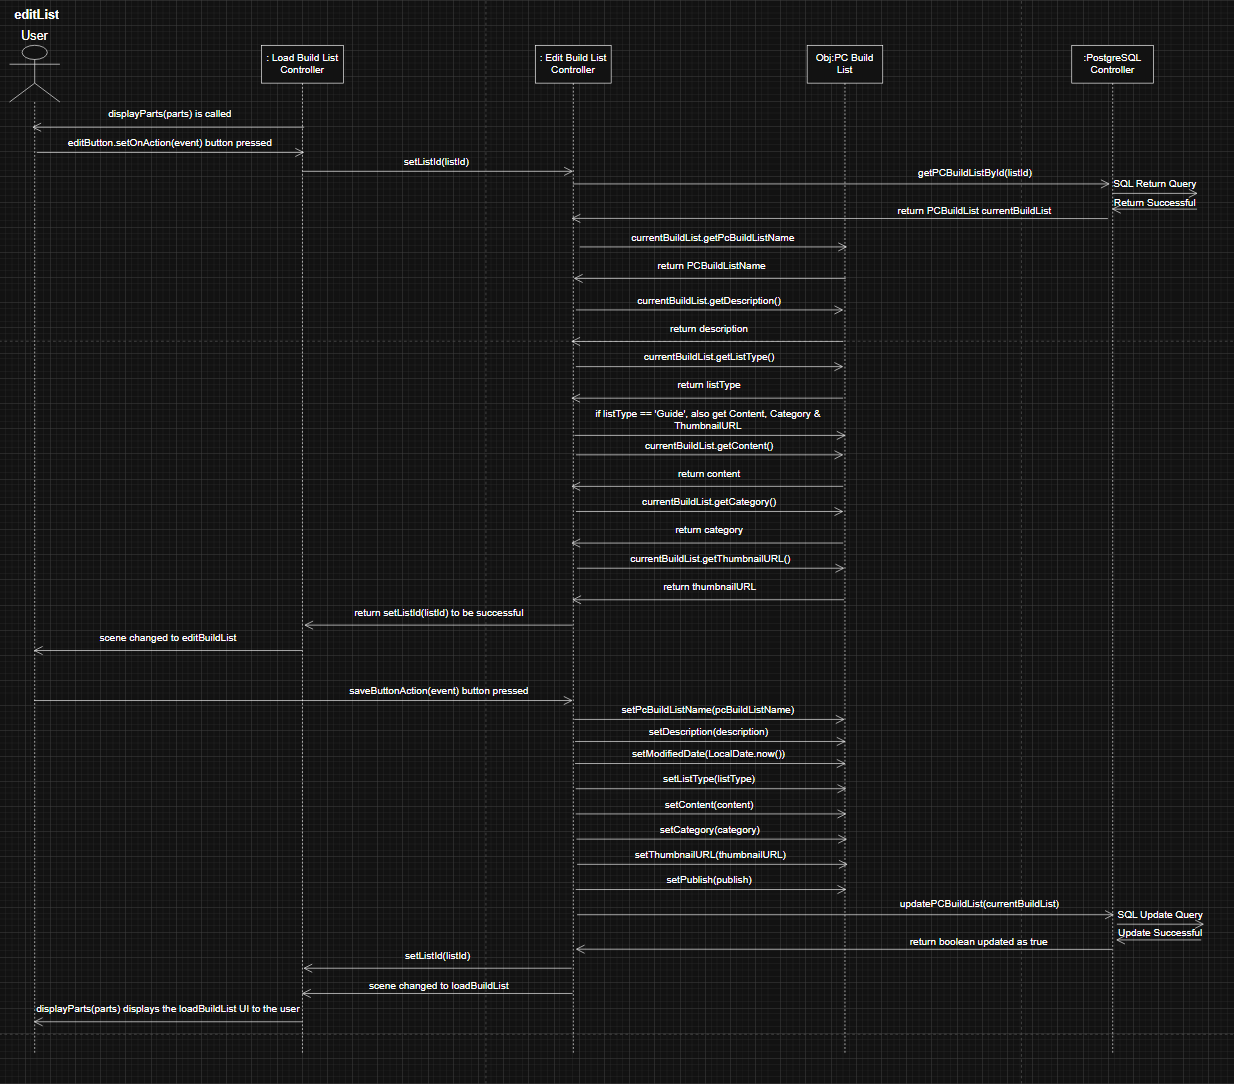 editList
User
: Load Build List
Controller
: Edit Build List
Controller
Obj:PC Build
List
:PostgreSQL
Controller
displayParts(parts) is called
editButton.setOnAction(event) button pressed
setListId(listId)
getPCBuildListById(listId)
SQL Return Query
Return Successful
return PCBuildList currentBuildList
currentBuildList.getPcBuildListName
return PCBuildListName
currentBuildList.getDescription()
return description
currentBuildList.getListType()
return listType
if listType == 'Guide', also get Content, Category &
ThumbnailURL
currentBuildList.getContent()
return content
currentBuildList.getCategory()
return category
currentBuildList.getThumbnailURL()
return thumbnailURL
return setListId(listId) to be successful
scene changed to editBuildList
saveButtonAction(event) button pressed
setPcBuildListName(pcBuildListName)
setDescription(description)
setModifiedDate(LocalDate.now())
setListType(listType)
setContent(content)
setCategory(category)
setThumbnailURL(thumbnailURL)
setPublish(publish)
updatePCBuildList(currentBuildList)
SQL Update Query
Update Successful
return boolean updated as true
setListId(listId)
scene changed to loadBuildList
displayParts(parts) displays the loadBuildList UI to the user